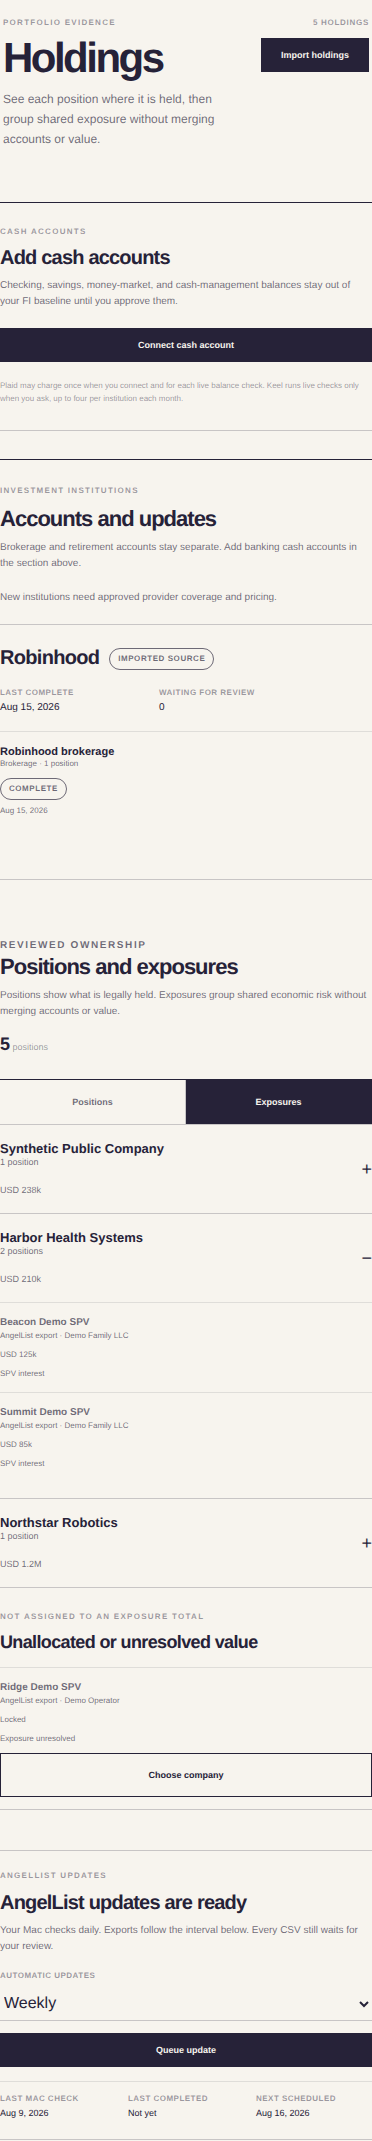 PORTFOLIO EVIDENCE
5 HOLDINGS
Holdings
Import holdings
See each position where it is held, then
group shared exposure without merging
accounts or value.
CASH ACCOUNTS
Add cash accounts
Checking, savings, money-market, and cash-management balances stay out of
your FI baseline until you approve them.
Connect cash account
Plaid may charge once when you connect and for each live balance check. Keel runs live checks only
when you ask, up to four per institution each month.
INVESTMENT INSTITUTIONS
Accounts and updates
Brokerage and retirement accounts stay separate. Add banking cash accounts in
the section above.
New institutions need approved provider coverage and pricing.
Robinhood IMPORTED SOURCE
LAST COMPLETE WAITING FOR REVIEW
Aug 15, 2026 0
Robinhood brokerage
Brokerage · 1 position
COMPLETE
Aug 15, 2026
REVIEWED OWNERSHIP
Positions and exposures
Positions show what is legally held. Exposures group shared economic risk without
merging accounts or value.
5 positions
Positions Exposures
Synthetic Public Company
1 position
+
USD 238k
Harbor Health Systems
2 positions
−
USD 210k
Beacon Demo SPV
AngelList export · Demo Family LLC
USD 125k
SPV interest
Summit Demo SPV
AngelList export · Demo Family LLC
USD 85k
SPV interest
Northstar Robotics
1 position
+
USD 1.2M
NOT ASSIGNED TO AN EXPOSURE TOTAL
Unallocated or unresolved value
Ridge Demo SPV
AngelList export · Demo Operator
Locked
Exposure unresolved
Choose company
ANGELLIST UPDATES
AngelList updates are ready
Your Mac checks daily. Exports follow the interval below. Every CSV still waits for
your review.
AUTOMATIC UPDATES
Weekly
Queue update
LAST MAC CHECK LAST COMPLETED NEXT SCHEDULED
Aug 9, 2026 Not yet Aug 16, 2026